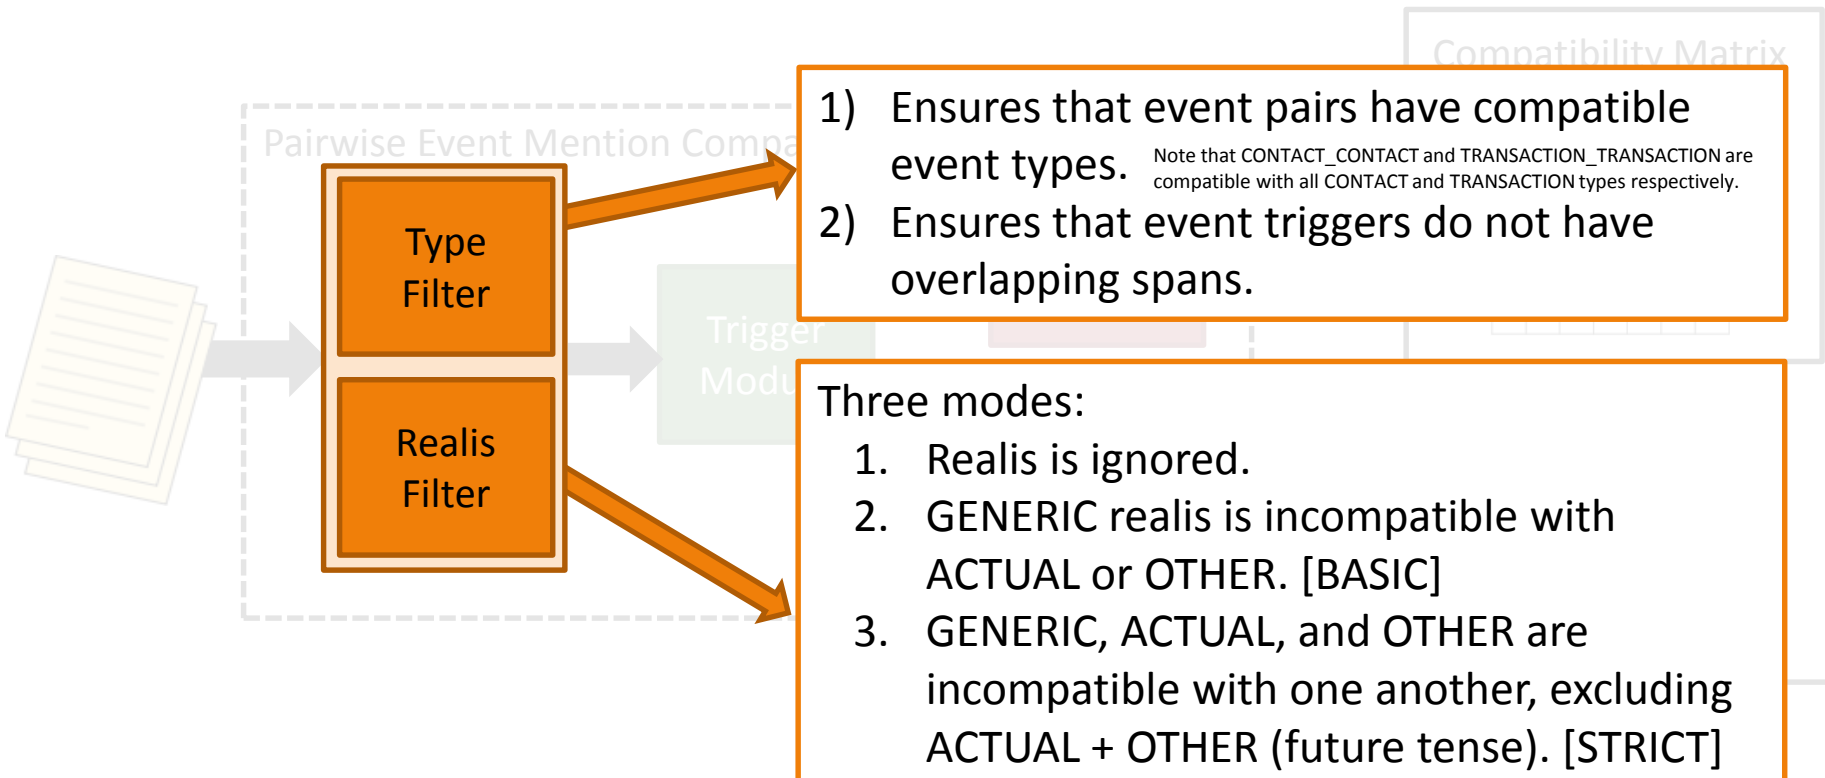 Compatibility Matrix
Pairwise Event Mention Compa
1) Ensures that event pairs have compatible
event types. Note that CONTACT_CONTACT and TRANSACTION_TRANSACTION are
compatible with all CONTACT and TRANSACTION types respectively.
2) Ensures that event triggers do not have
overlapping spans.
Type
Filter
Trigger
Modu
Realis
Filter
Three modes:
1. Realis is ignored.
2. GENERIC realis is incompatible with
ACTUAL or OTHER. [BASIC]
3. GENERIC, ACTUAL, and OTHER are
incompatible with one another, excluding
ACTUAL + OTHER (future tense). [STRICT]